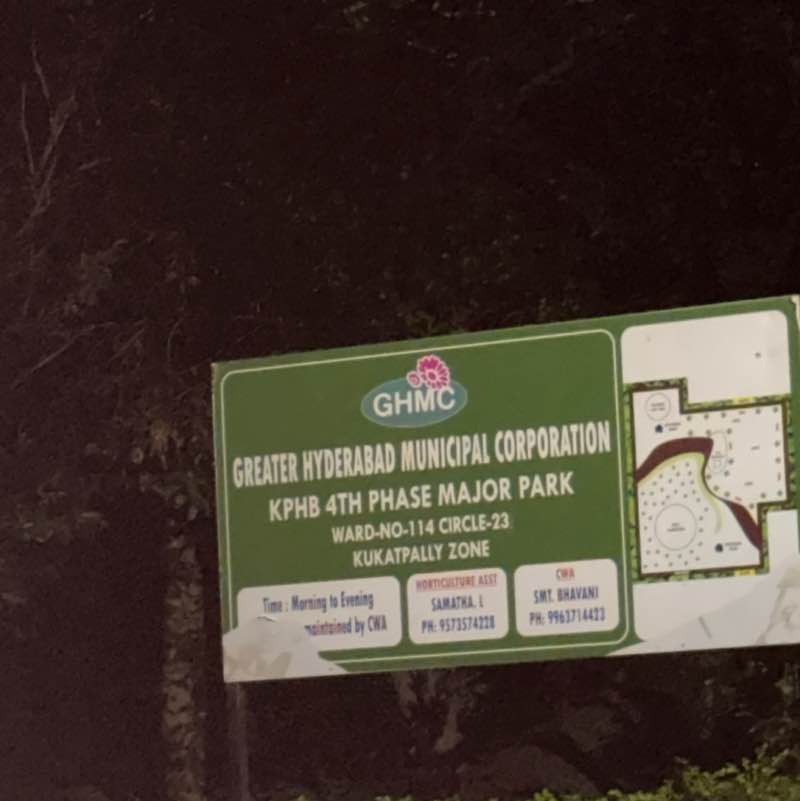 GHMC
GREATER HYDERABAD MUNICIPAL CORPORATION
KPHB 4TH PHASE MAJOR PARK
WARD-NO-114 CIRCLE-23
KUKATPALLY ZONE
Time : Morning to Evening
maintained by CWA
HORTICULTURE ASST
SAMATHA. L
PH: 9573574228
CWA
SMT. BHAVANI
PH: 9963714423